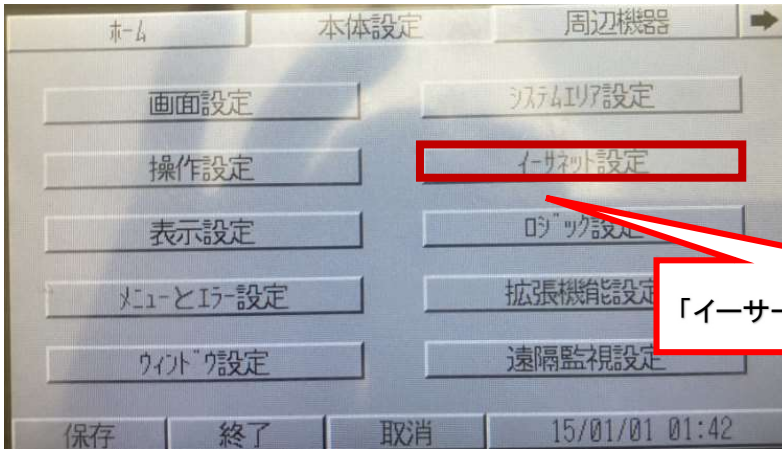 ﾎｰﾑ 本体設定 周辺機器
画面設定 ｼｽﾃﾑｴﾘｱ設定
操作設定 ｲｰｻﾈｯﾄ設定
表示設定 ﾛｼﾞｯｸ設定
ﾒﾆｭｰとｴﾗｰ設定 拡張機能設定
「イーサー
ｳｨﾝﾄﾞｳ設定 遠隔監視設定
保存 終了 取消 15/01/01 01:42